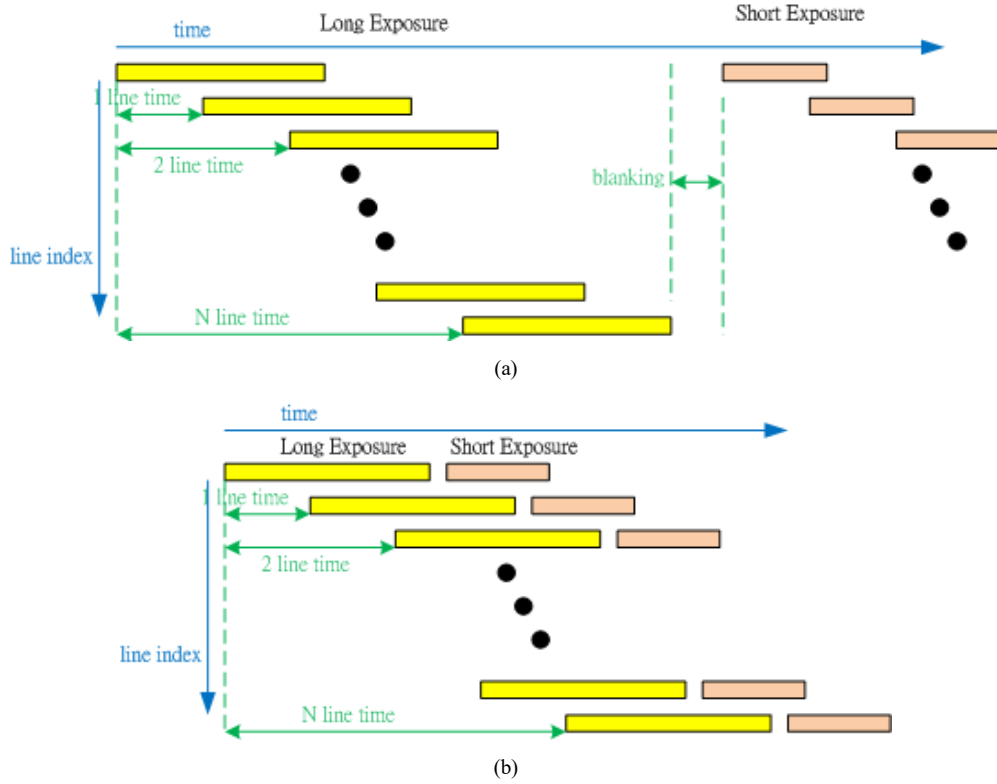 Long Exposure
Short Exposure
time
1 line time
2 line time
blanking
line index
N line time
(a)
time
Long Exposure
Short Exposure
1 line time
2 line time
line index
N line time
(b)